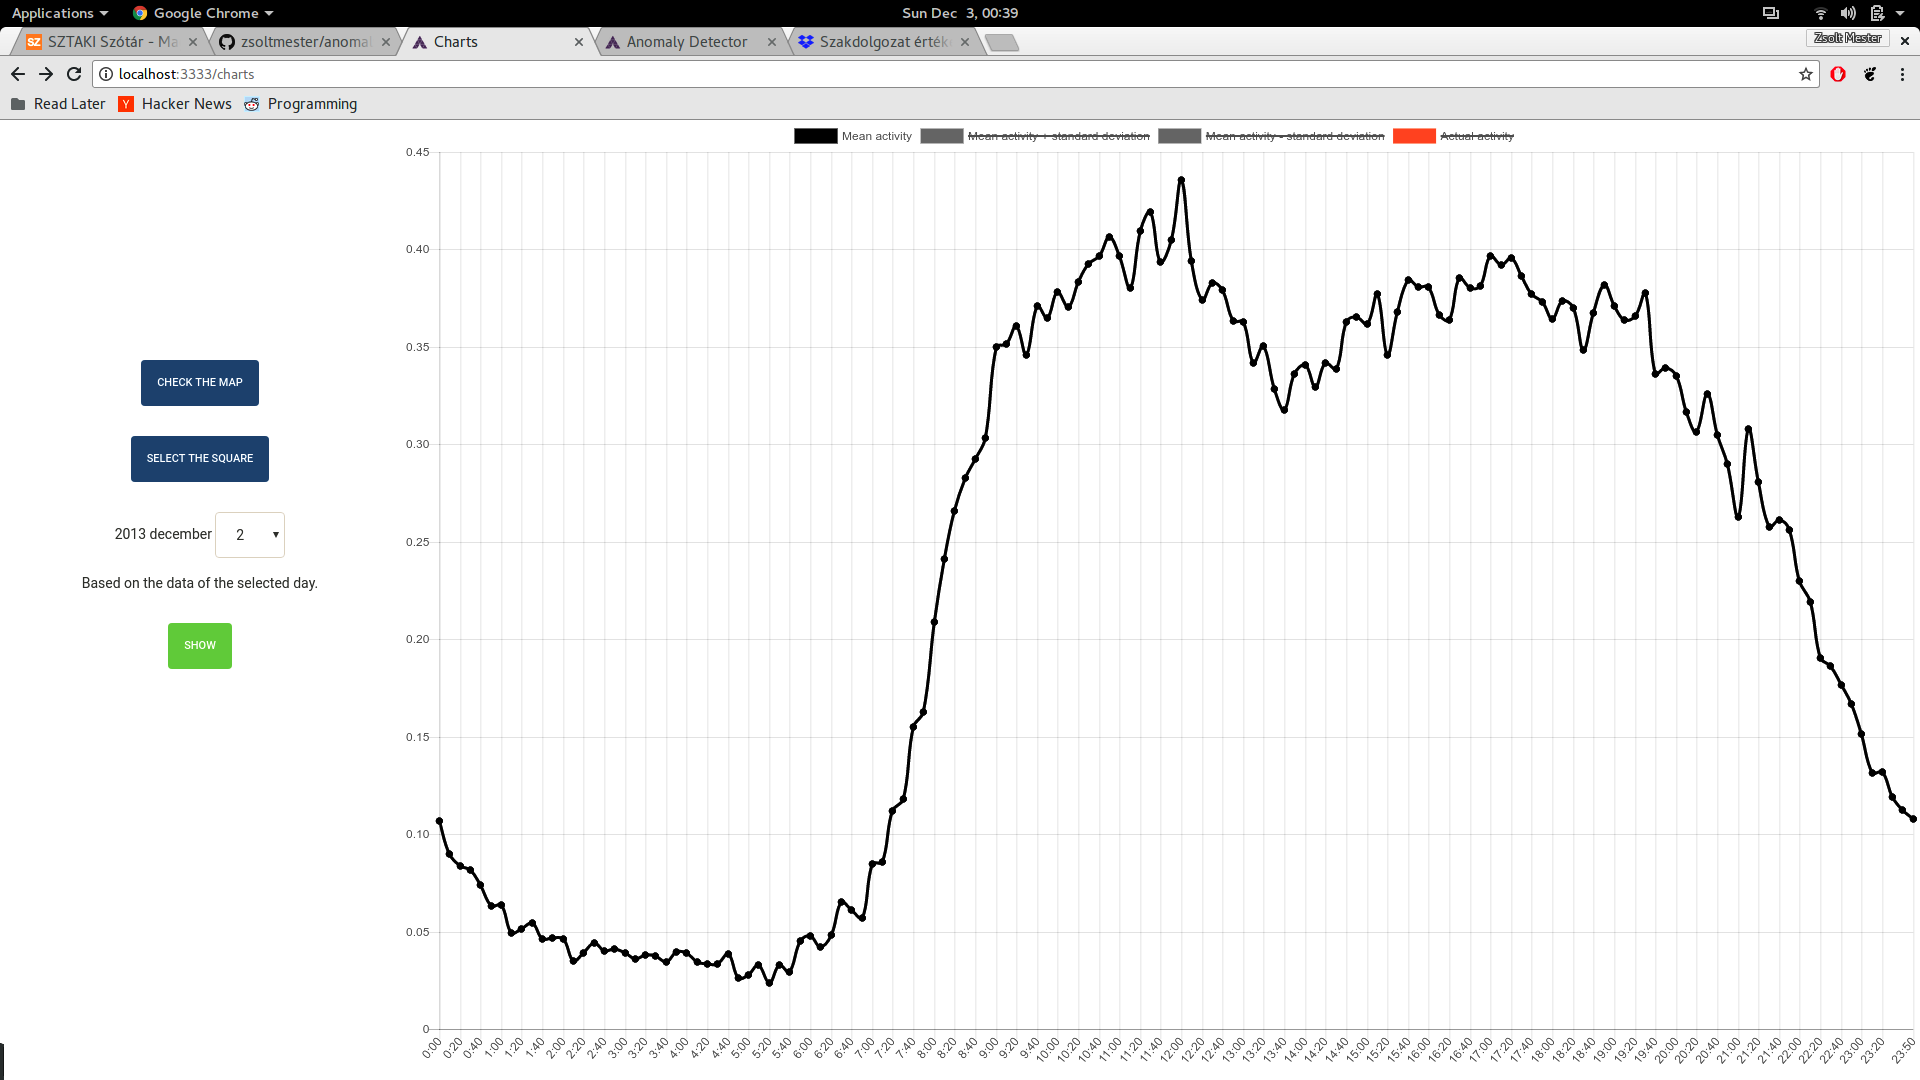 Applications Google Chrome Sun Dec 3, 00:39
SZTAKI Szótár - Ma zsoltmester/anomal Charts Anomaly Detector Szakdolgozat érték Zsolt Mester
localhost:3333/charts
Read Later Hacker News Programming
Mean activity Mean activity + standard deviation Mean activity - standard deviation Actual activity
0.45
0.40
0.35
0.30
0.25
0.20
0.15
0.10
0.05
0
CHECK THE MAP
SELECT THE SQUARE
2013 december 2
Based on the data of the selected day.
SHOW
0:00 0:20 0:40 1:00 1:20 1:40 2:00 2:20 2:40 3:00 3:20 3:40 4:00 4:20 4:40 5:00 5:20 5:40 6:00 6:20 6:40 7:00 7:20 7:40 8:00 8:20 8:40 9:00 9:20 9:40 10:00 10:20 10:40 11:00 11:20 11:40 12:00 12:20 12:40 13:00 13:20 13:40 14:00 14:20 14:40 15:00 15:20 15:40 16:00 16:20 16:40 17:00 17:20 17:40 18:00 18:20 18:40 19:00 19:20 19:40 20:00 20:20 20:40 21:00 21:20 21:40 22:00 22:20 22:40 23:00 23:20 23:50